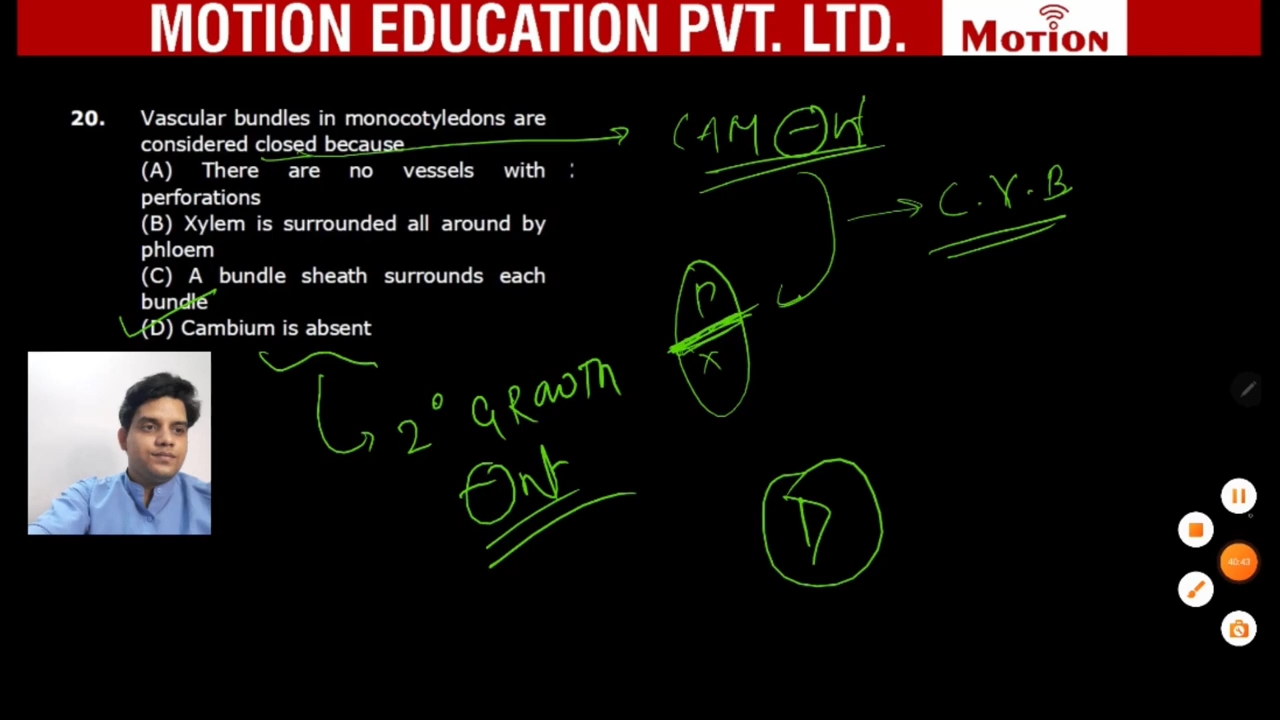 MOTION EDUCATION PVT. LTD.
MOTION
20. Vascular bundles in monocotyledons are
considered closed because
(A) There are no vessels with :
perforations
(B) Xylem is surrounded all around by
phloem
(C) A bundle sheath surrounds each
bundle
(D) Cambium is absent
CAM
C.V.B
P
X
2° GROWTH
D
40:43